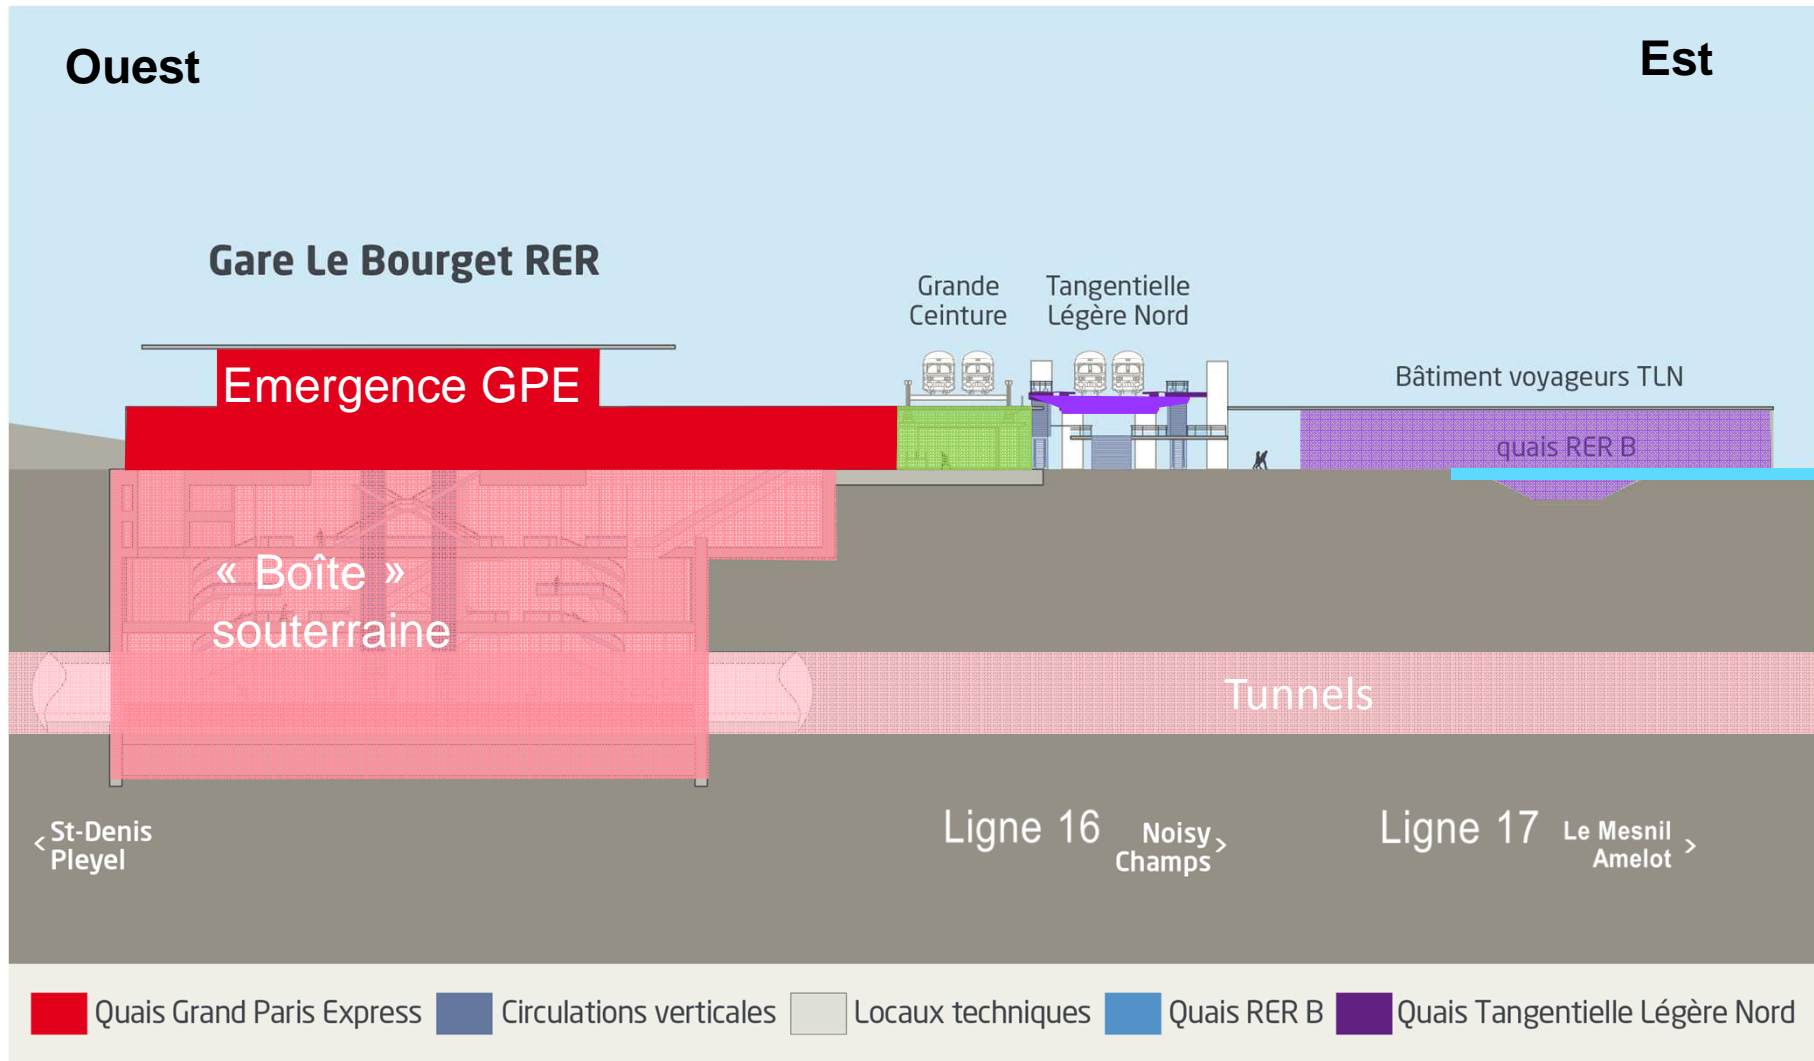 Ouest
Est
Gare Le Bourget RER
Grande
Ceinture
Tangentielle
Légère Nord
Emergence GPE
Bâtiment voyageurs TLN
quais RER B
« Boîte »
souterraine
Tunnels
< St-Denis
Pleyel
Ligne 16
Noisy >
Champs
Ligne 17
Le Mesnil >
Amelot
Quais Grand Paris Express
Circulations verticales
Locaux techniques
Quais RER B
Quais Tangentielle Légère Nord